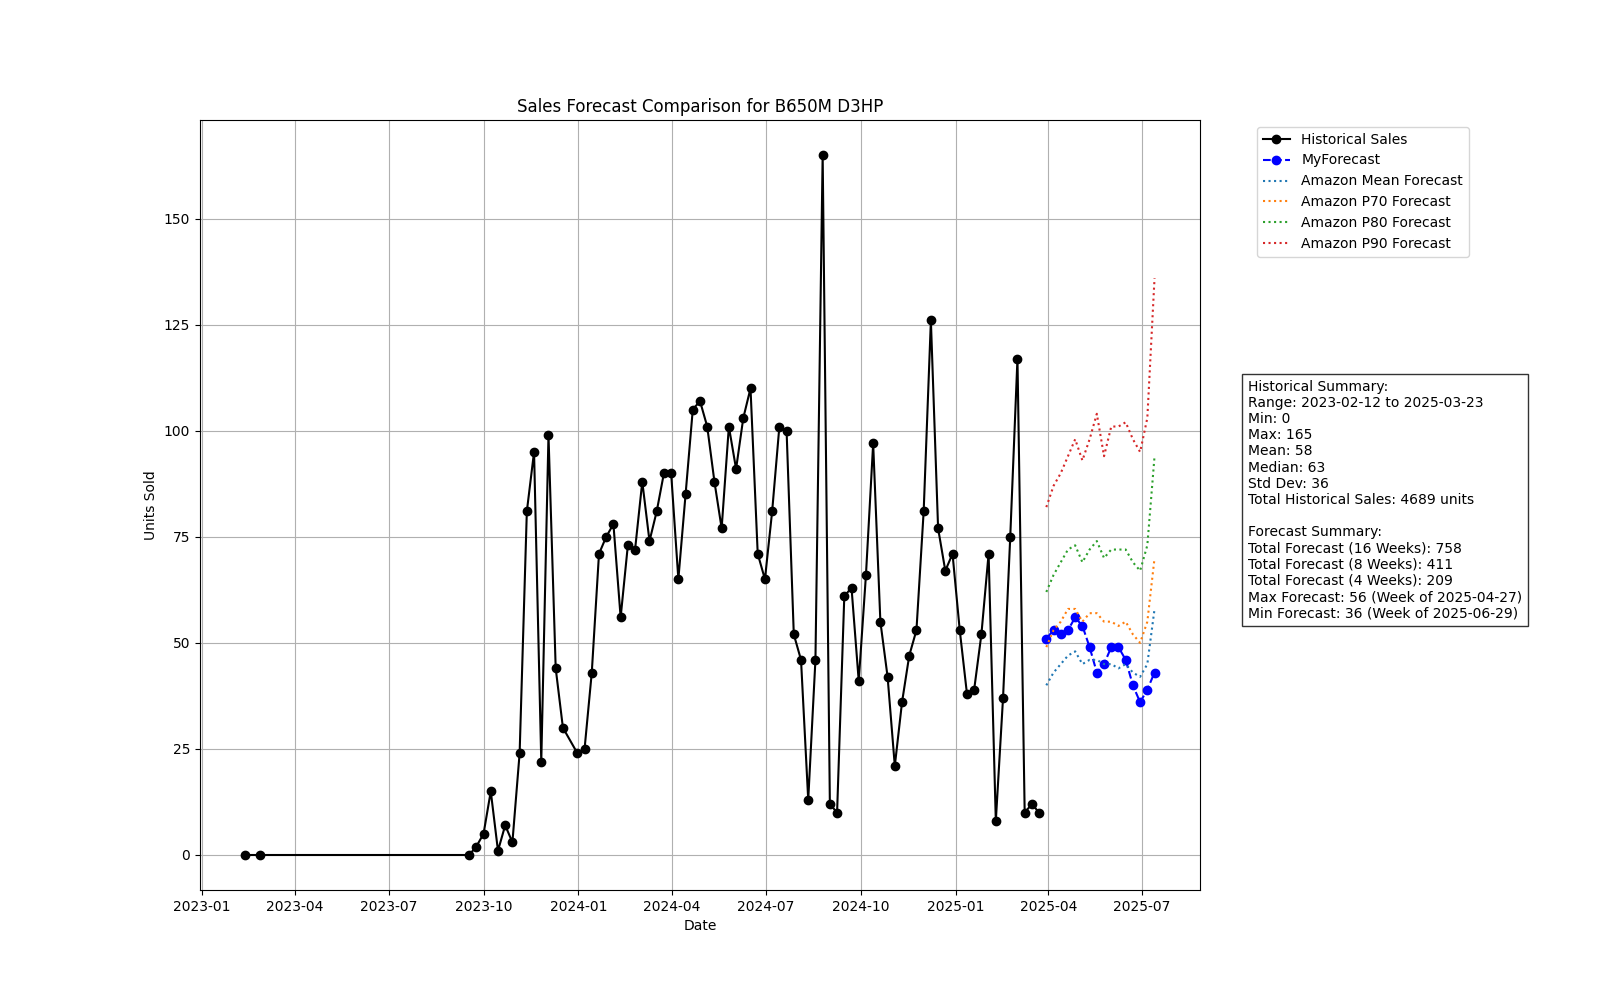 Sales Forecast Comparison for B650M D3HP
Historical Sales
MyForecast
Amazon Mean Forecast
Amazon P70 Forecast
Amazon P80 Forecast
Amazon P90 Forecast
Units Sold
150
125
100
75
50
25
0
2023-01
2023-04
2023-07
2023-10
2024-01
2024-04
2024-07
2024-10
2025-01
2025-04
2025-07
Date
Historical Summary:
Range: 2023-02-12 to 2025-03-23
Min: 0
Max: 165
Mean: 58
Median: 63
Std Dev: 36
Total Historical Sales: 4689 units
Forecast Summary:
Total Forecast (16 Weeks): 758
Total Forecast (8 Weeks): 411
Total Forecast (4 Weeks): 209
Max Forecast: 56 (Week of 2025-04-27)
Min Forecast: 36 (Week of 2025-06-29)